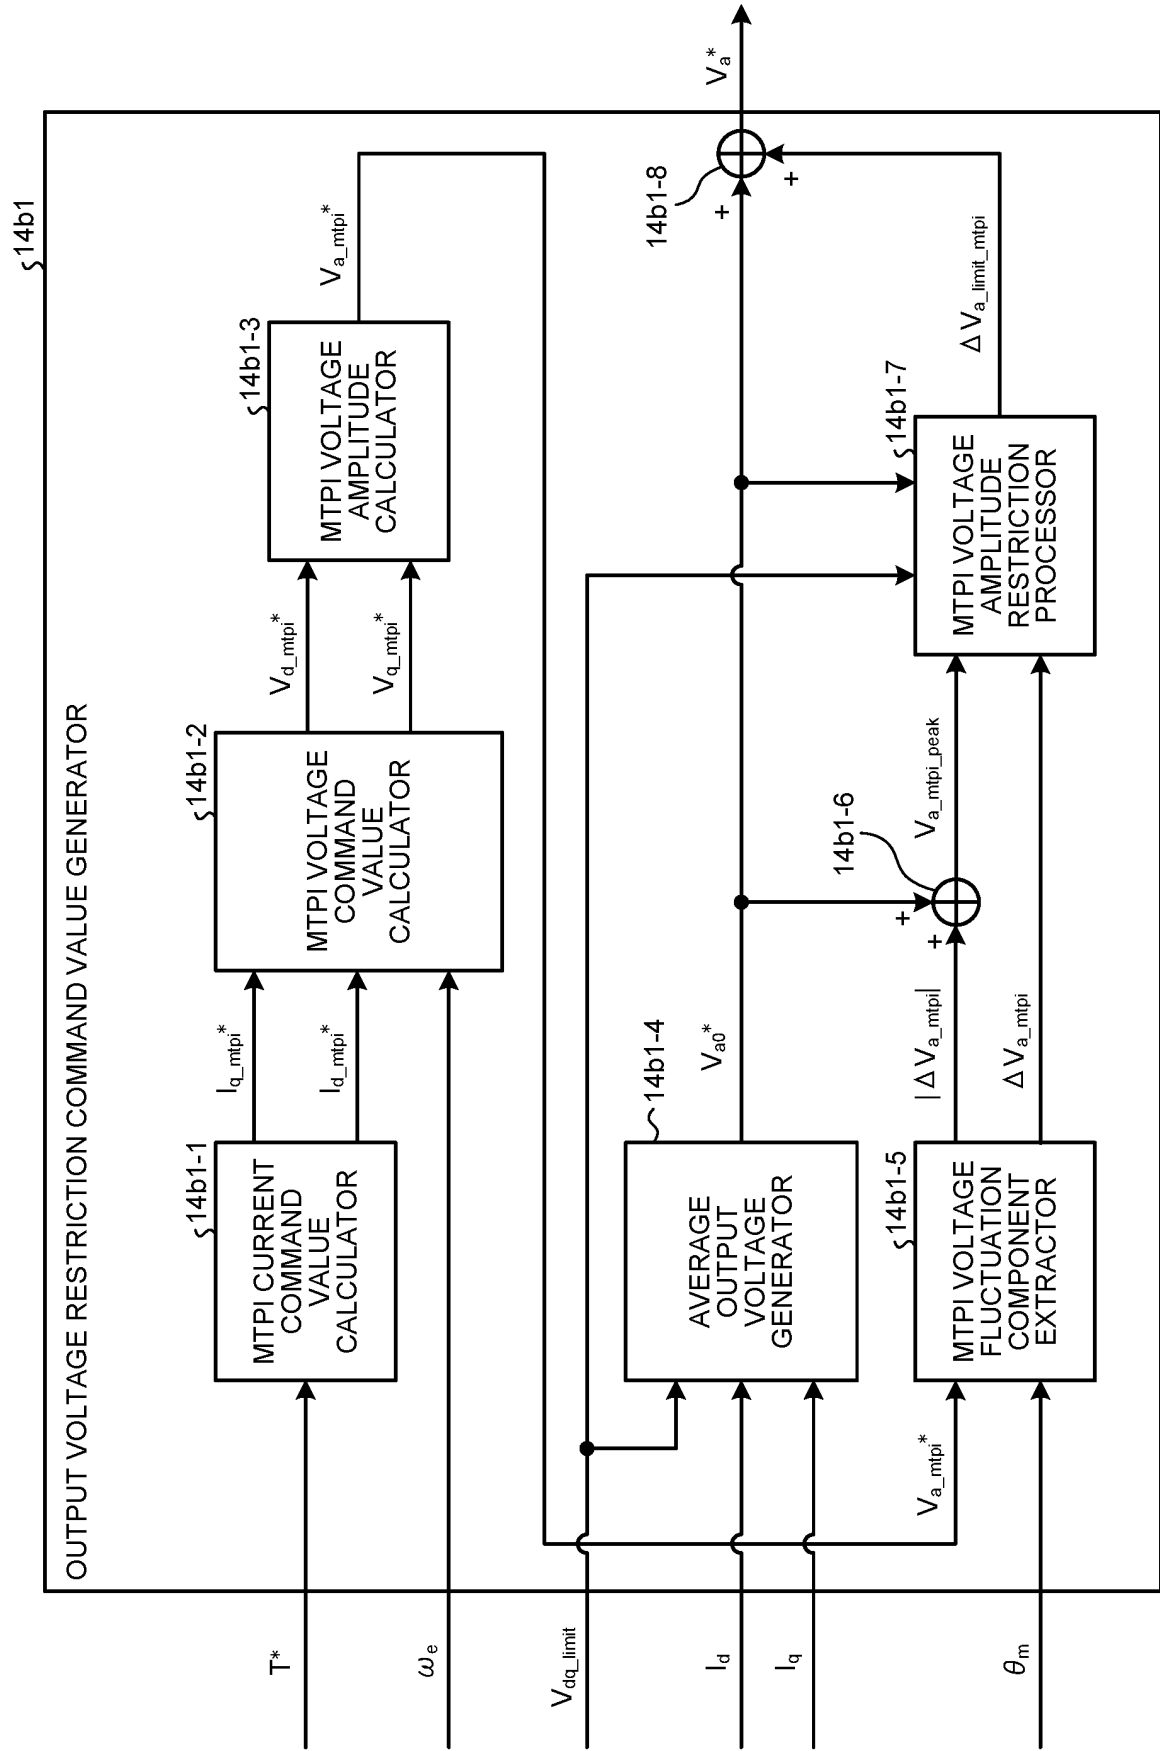 14b1
OUTPUT VOLTAGE RESTRICTION COMMAND VALUE GENERATOR
T*
ωe
Vdq_limit
Id
Iq
θm
14b1-1
MTPI CURRENT
COMMAND
VALUE
CALCULATOR
Iq_mtpi*
Id_mtpi*
14b1-2
MTPI VOLTAGE
COMMAND
VALUE
CALCULATOR
Vd_mtpi*
Vq_mtpi*
14b1-3
MTPI VOLTAGE
AMPLITUDE
CALCULATOR
Va_mtpi*
14b1-4
AVERAGE
OUTPUT
VOLTAGE
GENERATOR
Va0*
Va_mtpi*
14b1-5
MTPI VOLTAGE
FLUCTUATION
COMPONENT
EXTRACTOR
|ΔVa_mtpi|
ΔVa_mtpi
14b1-6
+
+
Va_mtpi_peak
14b1-7
MTPI VOLTAGE
AMPLITUDE
RESTRICTION
PROCESSOR
ΔVa_limit_mtpi
14b1-8
+
+
Va*